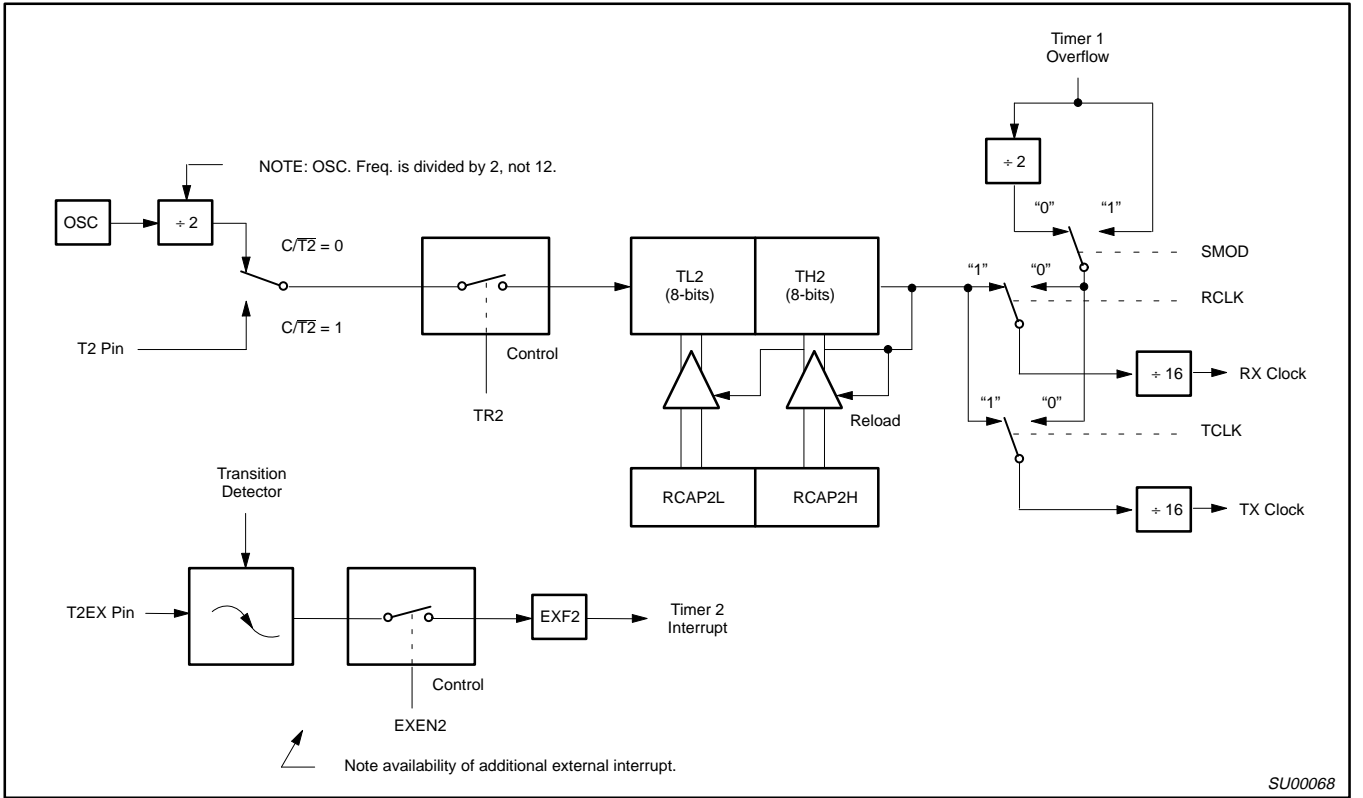 Timer 1
Overflow
÷ 2
NOTE: OSC. Freq. is divided by 2, not 12.
"0"
"1"
OSC
÷ 2
C/T̅2̅ = 0
SMOD
TL2
(8-bits)
TH2
(8-bits)
"1"
"0"
RCLK
C/T̅2̅ = 1
T2 Pin
Control
÷ 16
RX Clock
TR2
Reload
"1"
"0"
TCLK
Transition
Detector
RCAP2L
RCAP2H
÷ 16
TX Clock
T2EX Pin
EXF2
Timer 2
Interrupt
Control
EXEN2
Note availability of additional external interrupt.
SU00068